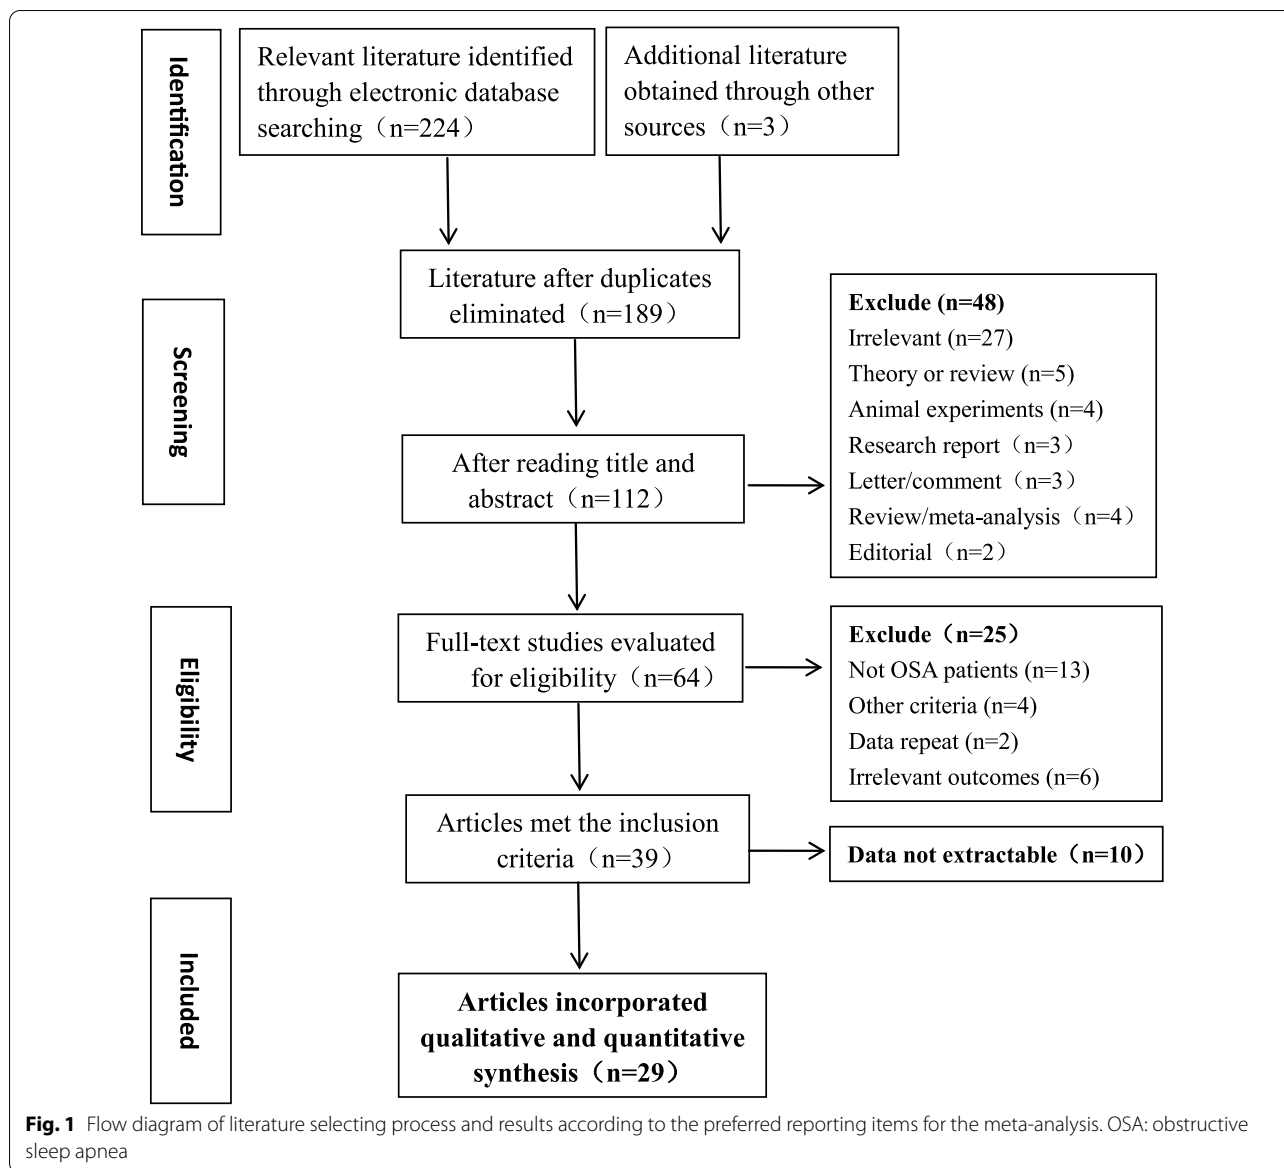 Identification
Relevant literature identified
through electronic database
searching（n=224）
Additional literature
obtained through other
sources（n=3）
Literature after duplicates
eliminated（n=189）
Screening
Exclude (n=48)
Irrelevant (n=27)
Theory or review (n=5)
Animal experiments (n=4)
Research report（n=3）
Letter/comment（n=3）
Review/meta-analysis（n=4）
Editorial（n=2）
After reading title and
abstract（n=112）
Eligibility
Full-text studies evaluated
for eligibility（n=64）
Exclude（n=25）
Not OSA patients (n=13)
Other criteria (n=4)
Data repeat (n=2)
Irrelevant outcomes (n=6)
Articles met the inclusion
criteria（n=39）
Data not extractable（n=10）
Included
Articles incorporated
qualitative and quantitative
synthesis（n=29）
Fig. 1 Flow diagram of literature selecting process and results according to the preferred reporting items for the meta-analysis. OSA: obstructive
sleep apnea